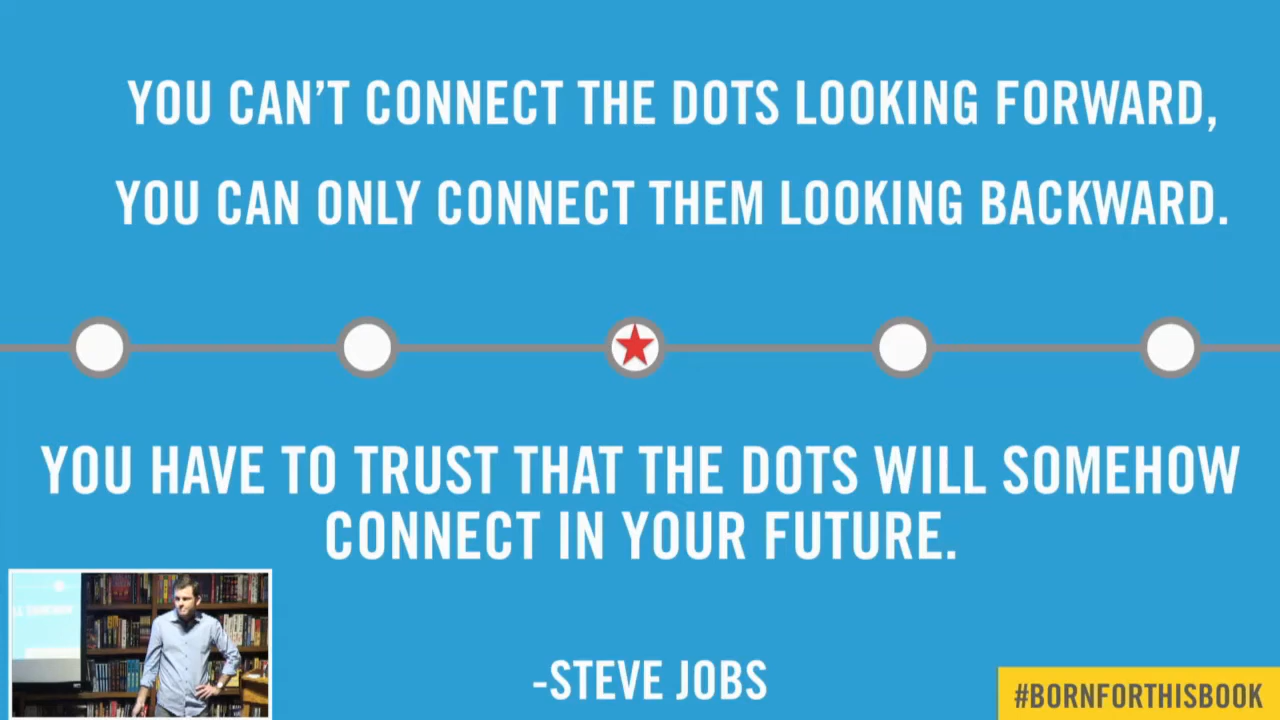 YOU CAN'T CONNECT THE DOTS LOOKING FORWARD,
YOU CAN ONLY CONNECT THEM LOOKING BACKWARD.
YOU HAVE TO TRUST THAT THE DOTS WILL SOMEHOW
CONNECT IN YOUR FUTURE.
-STEVE JOBS
#BORNFORTHISBOOK